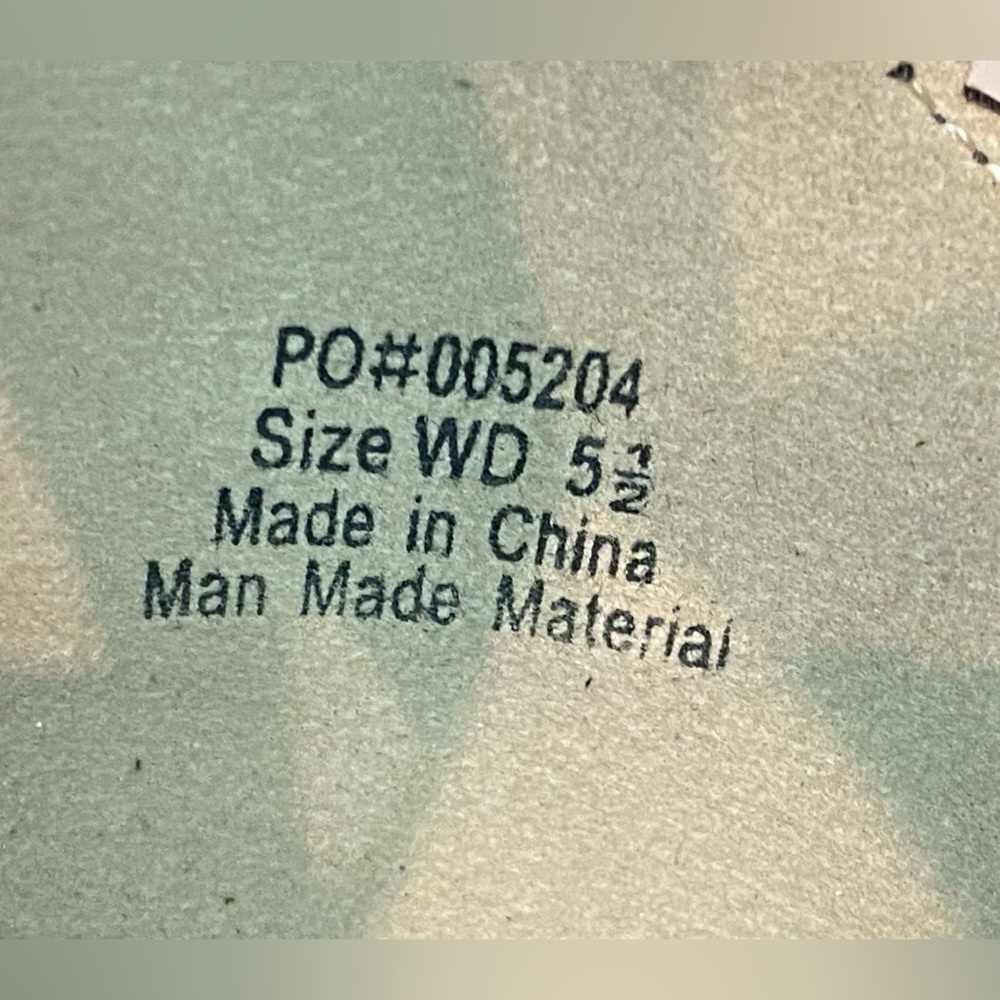 PO#005204
Size WD 5½
Made in China
Man Made Material